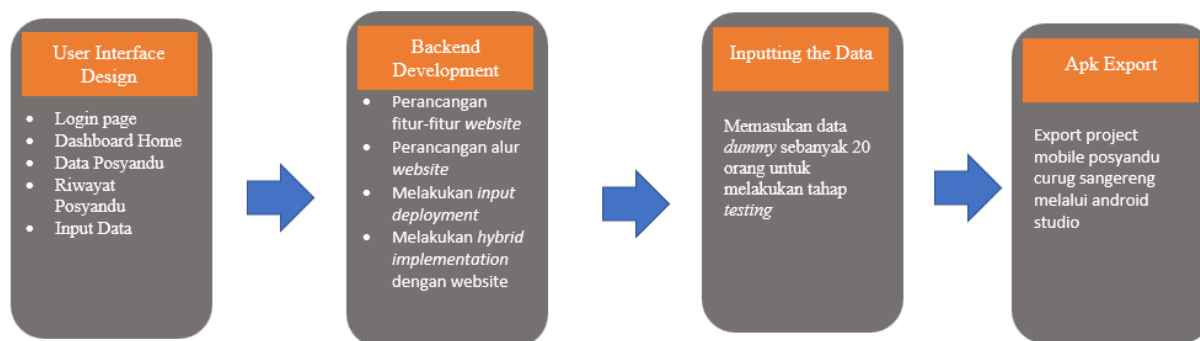 User Interface
Design
• Login page
• Dashboard Home
• Data Posyandu
• Riwayat
Posyandu
• Input Data
Backend
Development
• Perancangan
fitur-fitur website
• Perancangan alur
website
• Melakukan input
deployment
• Melakukan hybrid
implementation
dengan website
Inputting the Data
Memasukan data
dummy sebanyak 20
orang untuk
melakukan tahap
testing
Apk Export
Export project
mobile posyandu
curug sangereng
melalui android
studio